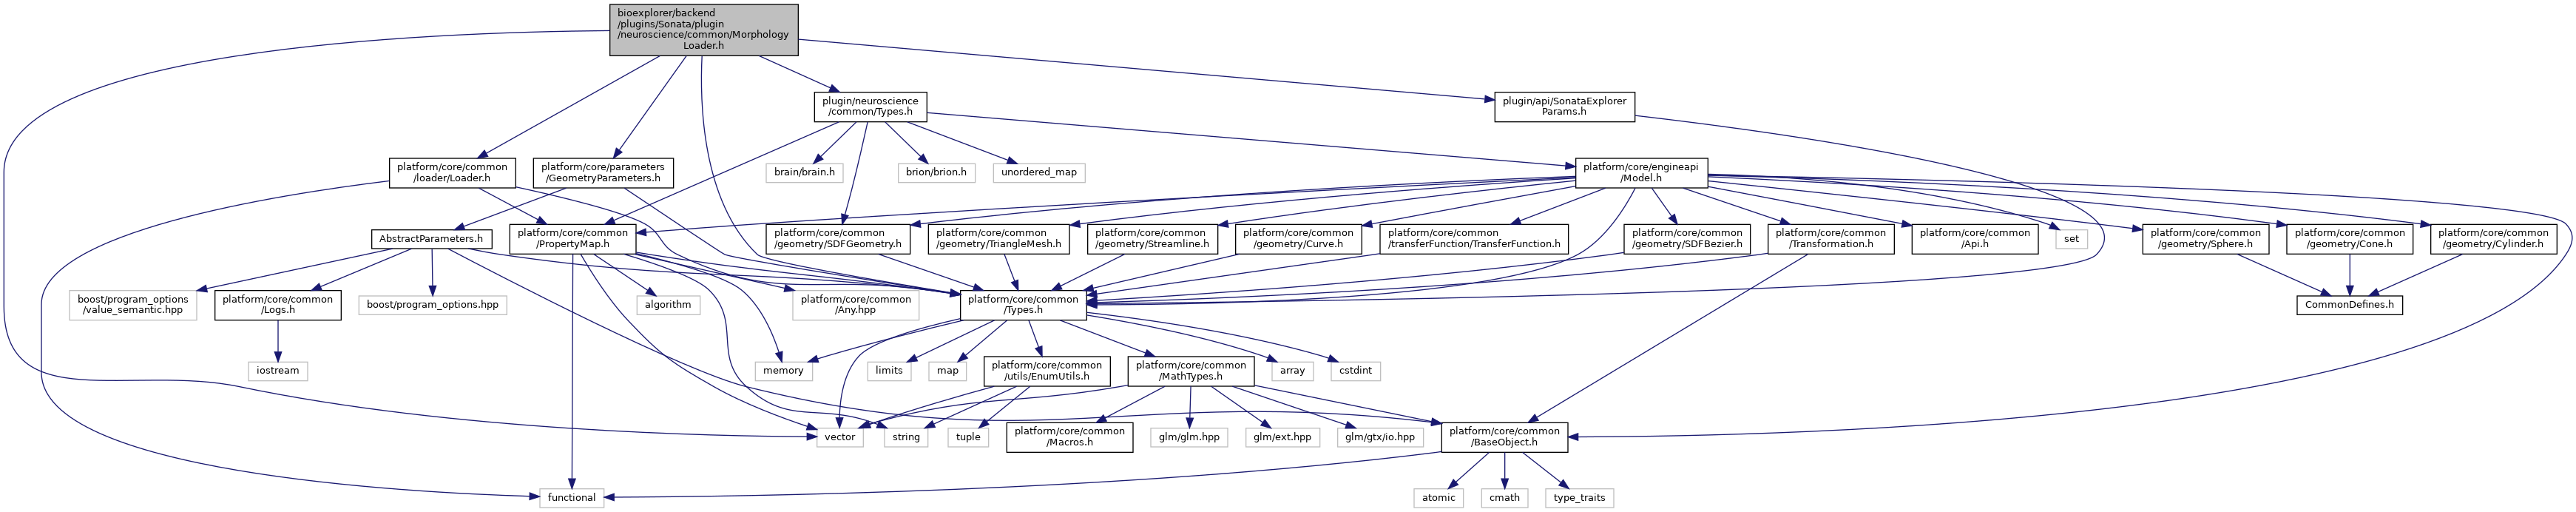 bioexplorer/backend
/plugins/Sonata/plugin
/neuroscience/common/Morphology
Loader.h
plugin/neuroscience
/common/Types.h
plugin/api/SonataExplorer
Params.h
platform/core/common
/loader/Loader.h
platform/core/parameters
/GeometryParameters.h
brain/brain.h
brion/brion.h
unordered_map
platform/core/engineapi
/Model.h
AbstractParameters.h
platform/core/common
/PropertyMap.h
platform/core/common
/geometry/SDFGeometry.h
platform/core/common
/geometry/TriangleMesh.h
platform/core/common
/geometry/Streamline.h
platform/core/common
/geometry/Curve.h
platform/core/common
/transferFunction/TransferFunction.h
platform/core/common
/geometry/SDFBezier.h
platform/core/common
/Transformation.h
platform/core/common
/Api.h
set
platform/core/common
/geometry/Sphere.h
platform/core/common
/geometry/Cone.h
platform/core/common
/geometry/Cylinder.h
boost/program_options
/value_semantic.hpp
platform/core/common
/Logs.h
boost/program_options.hpp
algorithm
platform/core/common
/Any.hpp
platform/core/common
/Types.h
CommonDefines.h
iostream
memory
limits
map
platform/core/common
/utils/EnumUtils.h
platform/core/common
/MathTypes.h
array
cstdint
vector
string
tuple
platform/core/common
/Macros.h
glm/glm.hpp
glm/ext.hpp
glm/gtx/io.hpp
platform/core/common
/BaseObject.h
functional
atomic
cmath
type_traits